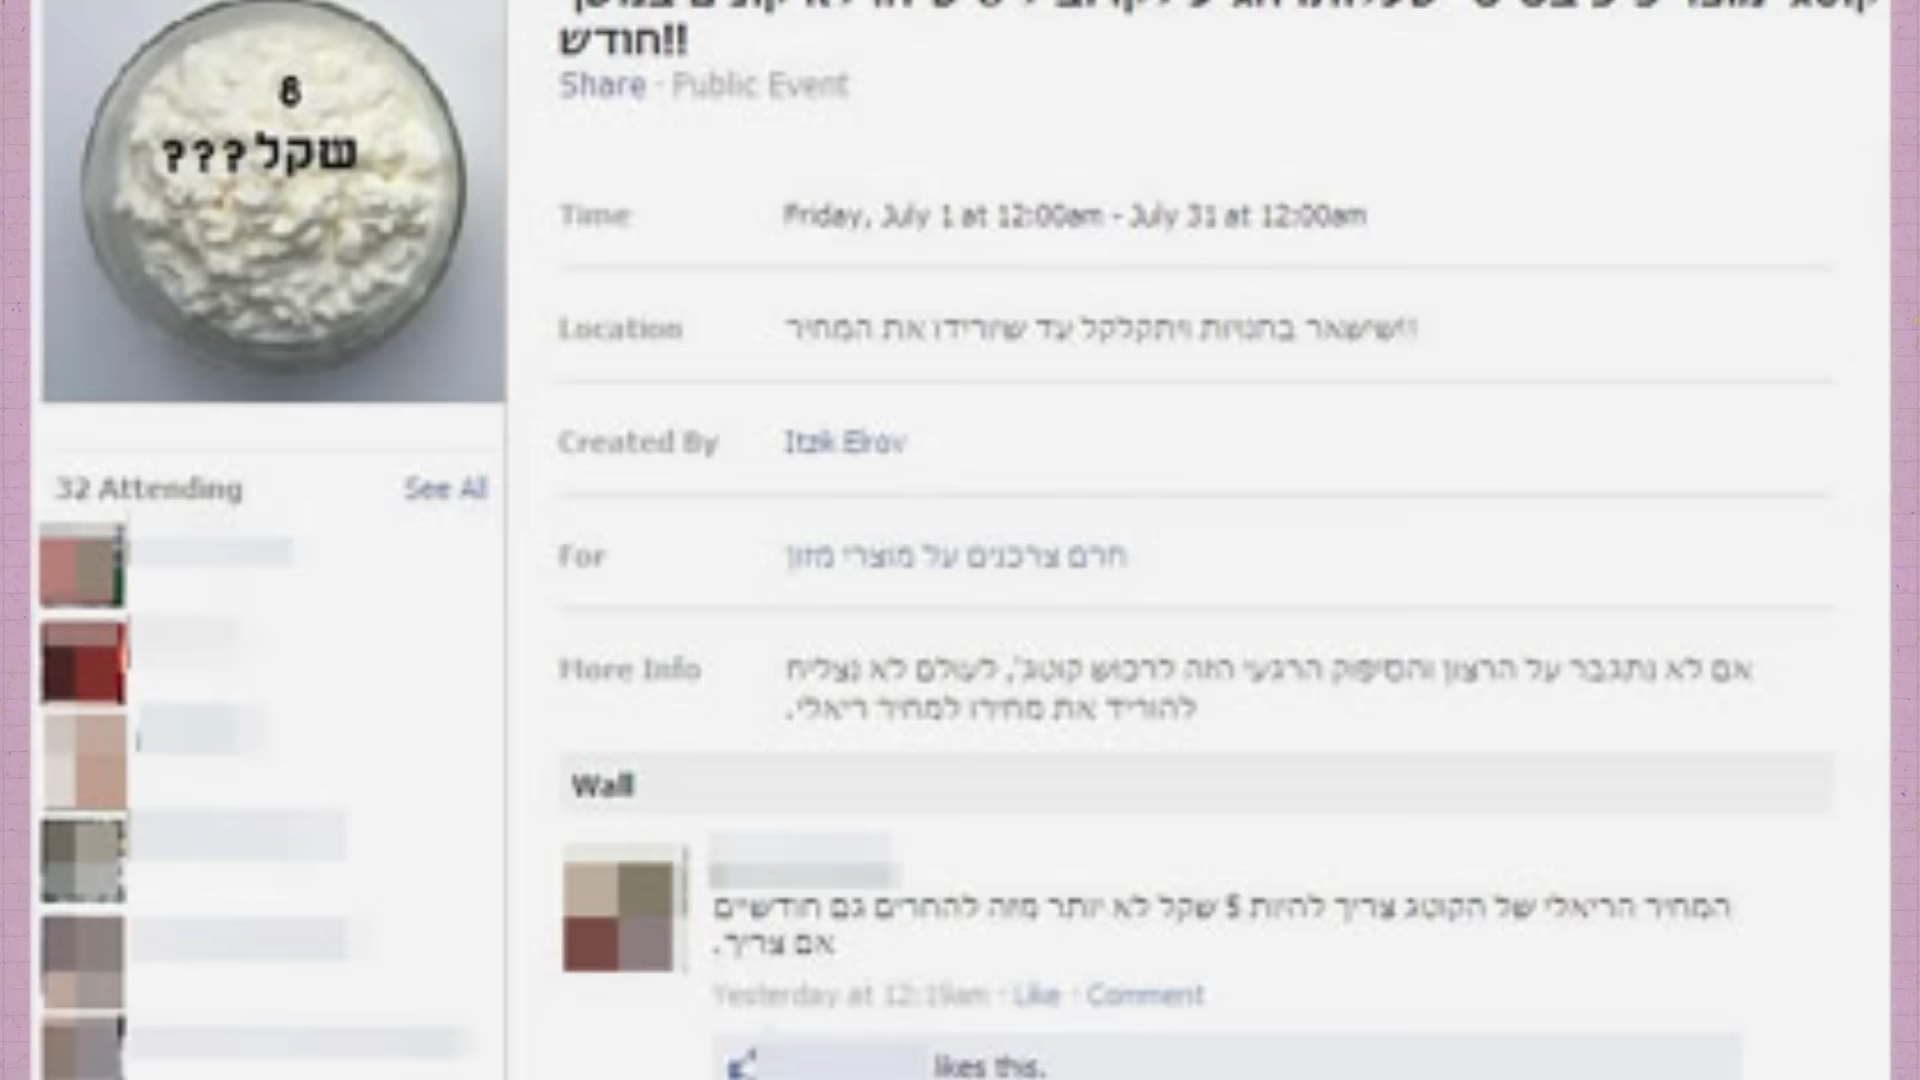 חודש!!
Share · Public Event
8
שקל???
Time Friday, July 1 at 12:00am - July 31 at 12:00am
Location שישאר בחנויות ויתקלקל עד שיורידו את המחיר!!
Created By Itzik Elrov
For חרם צרכנים על מוצרי מזון
More Info אם לא נתגבר על הרצון והסיפוק הרגעי הזה לרכוש קוטג', לעולם לא נצליח
להוריד את מחירו למחיר ריאלי.
32 Attending See All
Wall
המחיר הריאלי של הקוטג צריך להיות 5 שקל לא יותר מזה להחרים גם חודשיים
אם צריך.
Yesterday at 12:19am · Like · Comment
likes this.